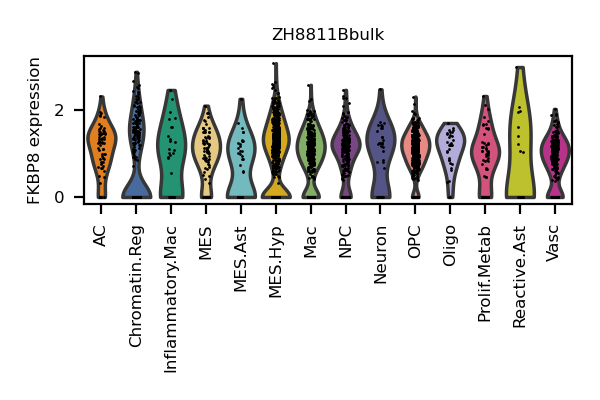 ZH8811Bbulk
FKBP8 expression
2
0
AC
Chromatin.Reg
Inflammatory.Mac
MES
MES.Ast
MES.Hyp
Mac
NPC
Neuron
OPC
Oligo
Prolif.Metab
Reactive.Ast
Vasc